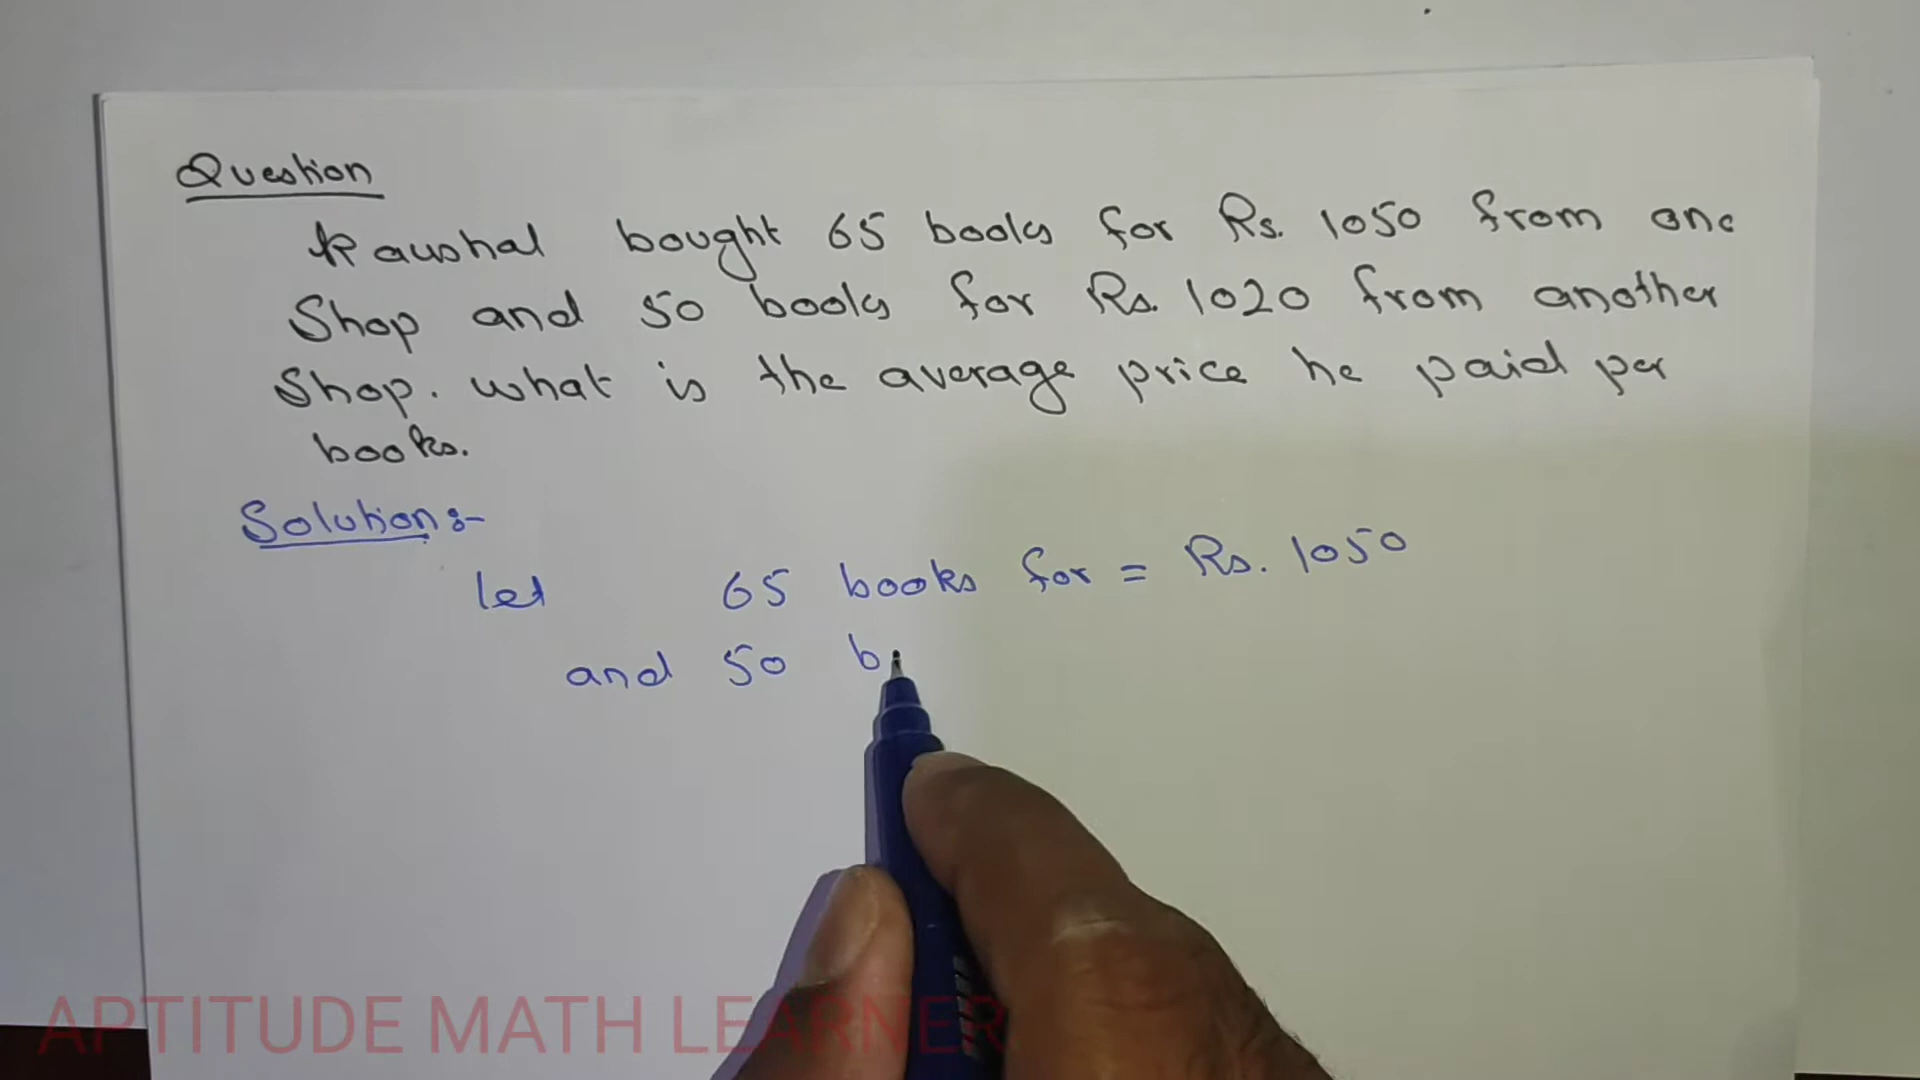 Question
Kaushal bought 65 books for Rs. 1050 from one
Shop and 50 books for Rs. 1020 from another
Shop. what is the average price he paid per
books.
Solution:-
let 65 books for = Rs. 1050
and 50 b
APTITUDE MATH LEARNER